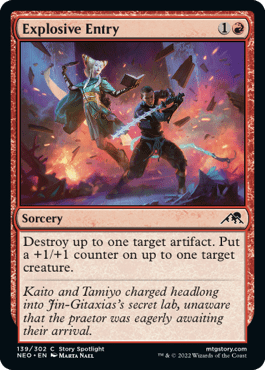 Explosive Entry 1
Sorcery
Destroy up to one target artifact. Put
a +1/+1 counter on up to one target
creature.
Kaito and Tamiyo charged headlong
into Jin-Gitaxias's secret lab, unaware
that the praetor was eagerly awaiting
their arrival.
139/302 C Story Spotlight mtgstory.com
NEO • EN Marta Nael ™ & © 2022 Wizards of the Coast